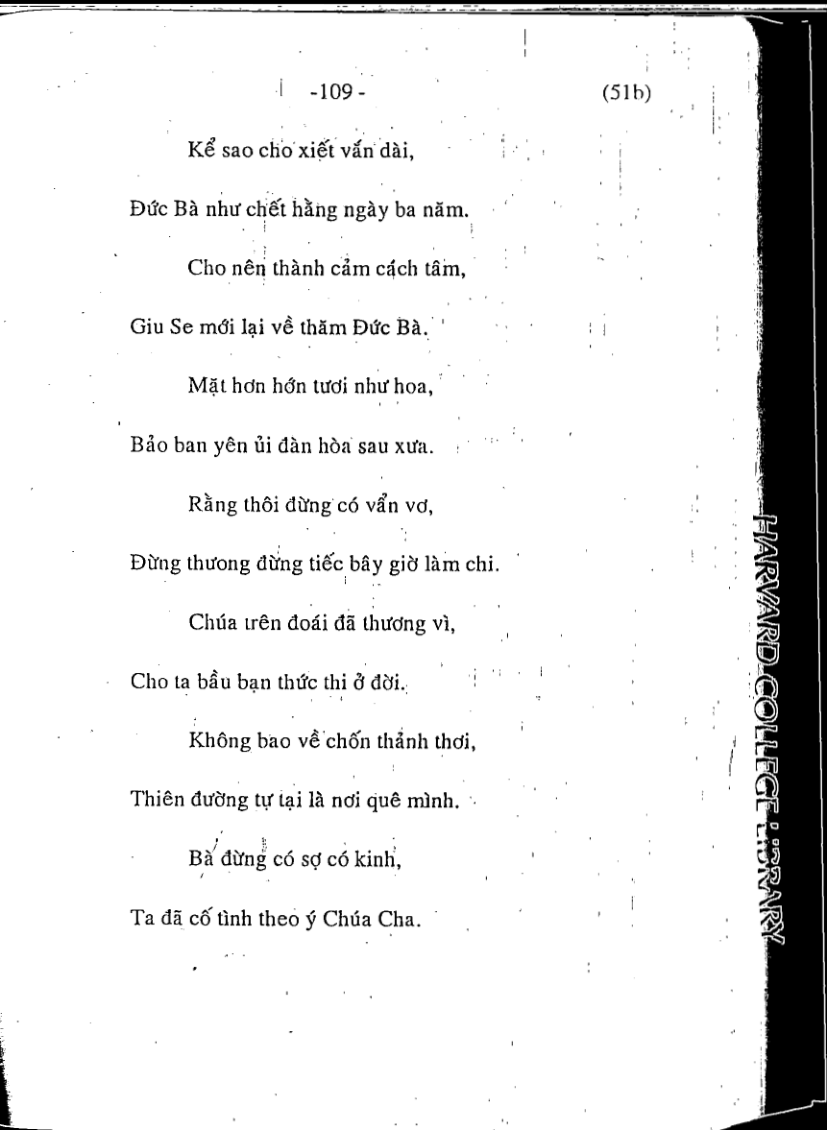 -109 - (51b)
Kể sao cho xiết vắn dài,
Đức Bà như chết hằng ngày ba năm.
Cho nên thành cảm cách tâm,
Giu Se mới lại về thăm Đức Bà.
Mặt hơn hớn tươi như hoa,
Bảo ban yên ủi đàn hòa sau xưa.
Rằng thôi đừng có vẩn vơ,
Đừng thương đừng tiếc bây giờ làm chi.
Chúa trên đoái đã thương vì,
Cho ta bầu bạn thức thi ở đời.
Không bao về chốn thảnh thơi,
Thiên đường tự tại là nơi quê mình.
Bà đừng có sợ có kinh,
Ta đã cố tình theo ý Chúa Cha.
HARVARD COLLEGE LIBRARY